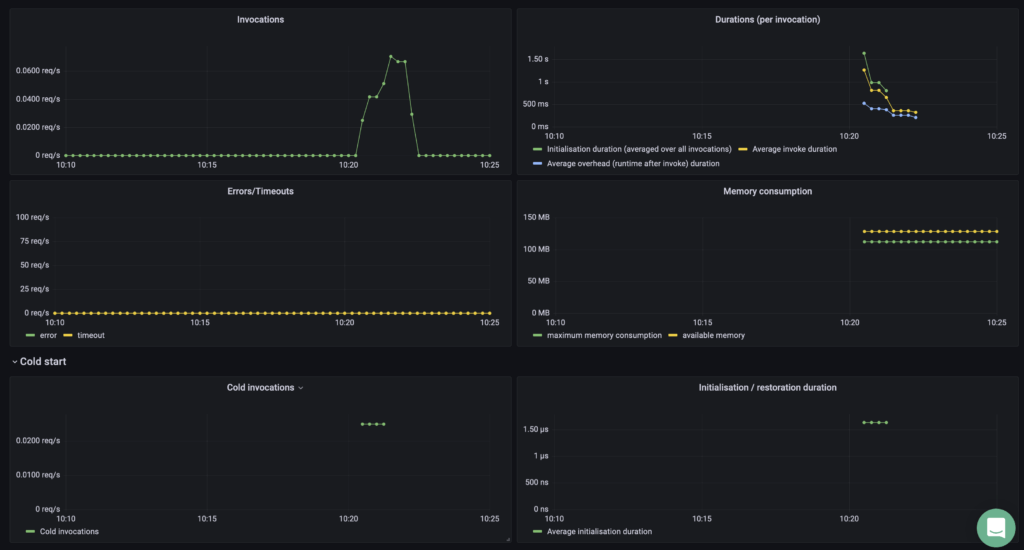 Invocations
0.0600 req/s
0.0400 req/s
0.0200 req/s
0 req/s
10:10 10:15 10:20 10:25
Durations (per invocation)
1.50 s
1 s
500 ms
0 ms
10:10 10:15 10:20 10:25
Initialisation duration (averaged over all invocations) Average invoke duration
Average overhead (runtime after invoke) duration
Errors/Timeouts
100 req/s
75 req/s
50 req/s
25 req/s
0 req/s
10:10 10:15 10:20 10:25
error timeout
Memory consumption
150 MB
100 MB
50 MB
0 MB
10:10 10:15 10:20 10:25
maximum memory consumption available memory
Cold start
Cold invocations
0.0200 req/s
0.0100 req/s
0 req/s
10:10 10:15 10:20 10:25
Cold invocations
Initialisation / restoration duration
1.50 µs
1 µs
500 ns
0 ns
10:10 10:15 10:20 10:25
Average initialisation duration